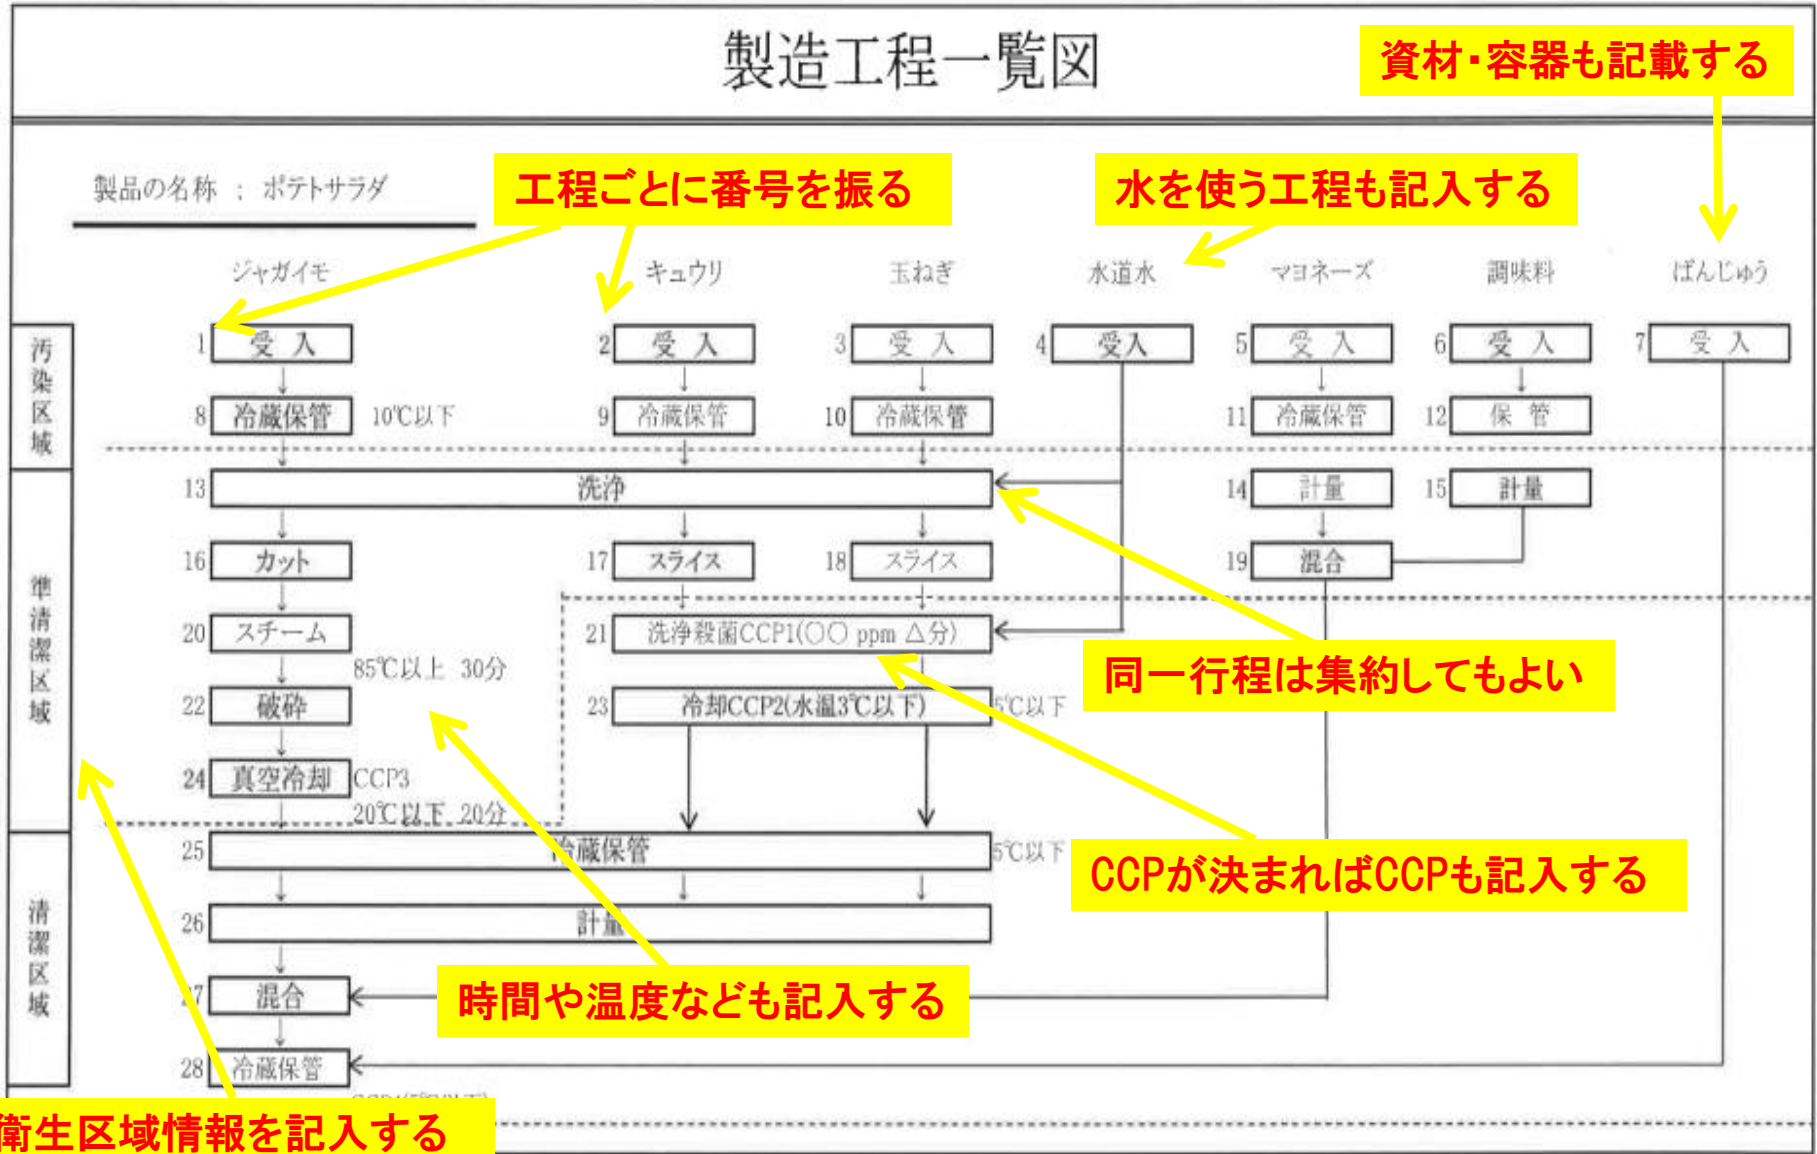 製造工程一覧図
資材・容器も記載する
製品の名称 : ポテトサラダ
工程ごとに番号を振る
水を使う工程も記入する
ジャガイモ キュウリ 玉ねぎ 水道水 マヨネーズ 調味料 ばんじゅう
汚染区域
1 受入 2 受入 3 受入 4 受入 5 受入 6 受入 7 受入
8 冷蔵保管 10℃以下 9 冷蔵保管 10 冷蔵保管 11 冷蔵保管 12 保管
準清潔区域
13 洗浄 14 計量 15 計量
16 カット 17 スライス 18 スライス 19 混合
20 スチーム 21 洗浄殺菌CCP1(〇〇 ppm △分)
85℃以上 30分
同一行程は集約してもよい
22 破砕 23 冷却CCP2(水温3℃以下) 5℃以下
24 真空冷却 CCP3
20℃以下 20分
清潔区域
25 冷蔵保管 5℃以下
CCPが決まればCCPも記入する
26 計量
27 混合
時間や温度なども記入する
28 冷蔵保管
衛生区域情報を記入する